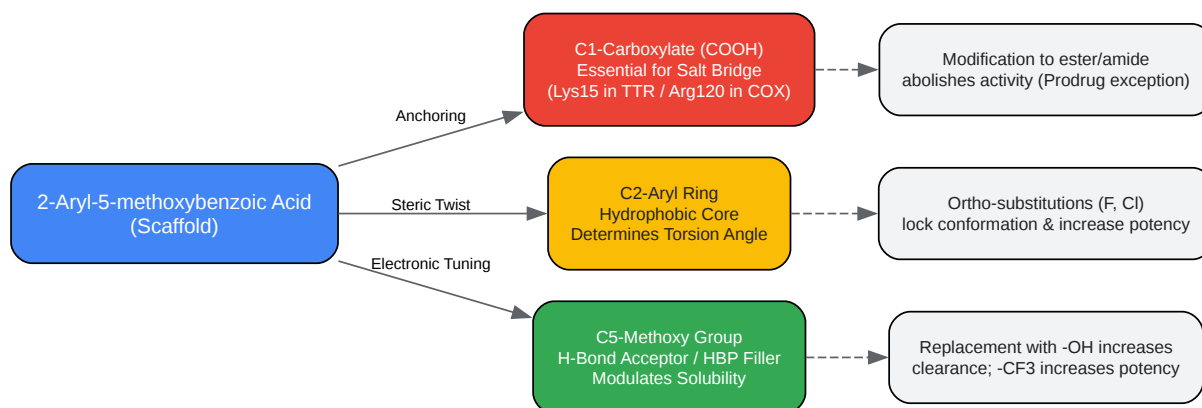 2-Aryl-5-methoxybenzoic Acid
(Scaffold)
Anchoring
C1-Carboxylate (COOH)
Essential for Salt Bridge
(Lys15 in TTR / Arg120 in COX)
Modification to ester/amide
abolishes activity (Prodrug exception)
Steric Twist
C2-Aryl Ring
Hydrophobic Core
Determines Torsion Angle
Ortho-substitutions (F, Cl)
lock conformation & increase potency
Electronic Tuning
C5-Methoxy Group
H-Bond Acceptor / HBP Filler
Modulates Solubility
Replacement with -OH increases
clearance; -CF3 increases potency